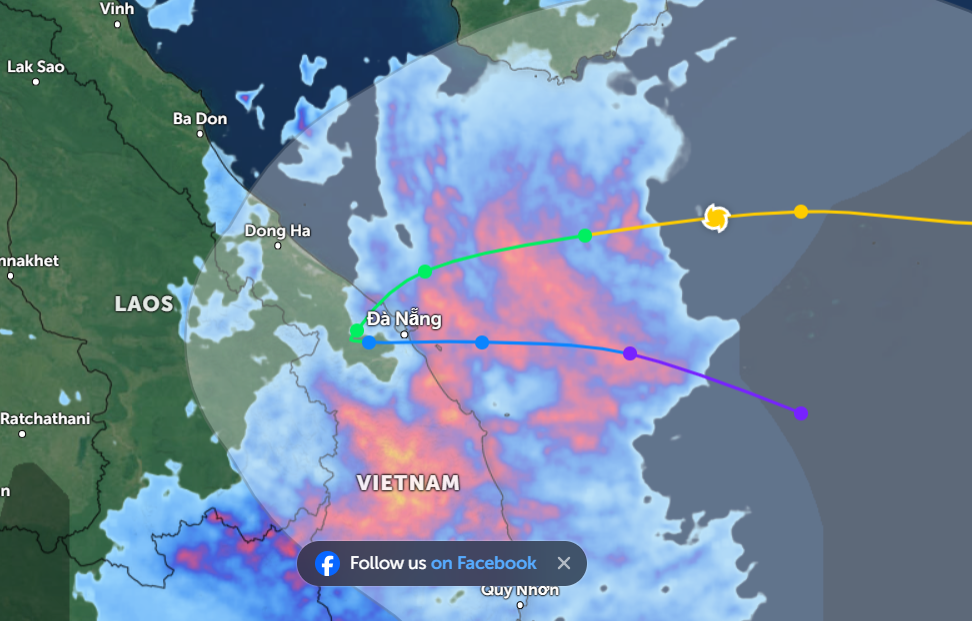 Vinh
Lak Sao
Ba Don
Dong Ha
nnakhet
LAOS
Đà Nẵng
Ratchathani
VIETNAM
n
Follow us on Facebook
Quy Nhơn